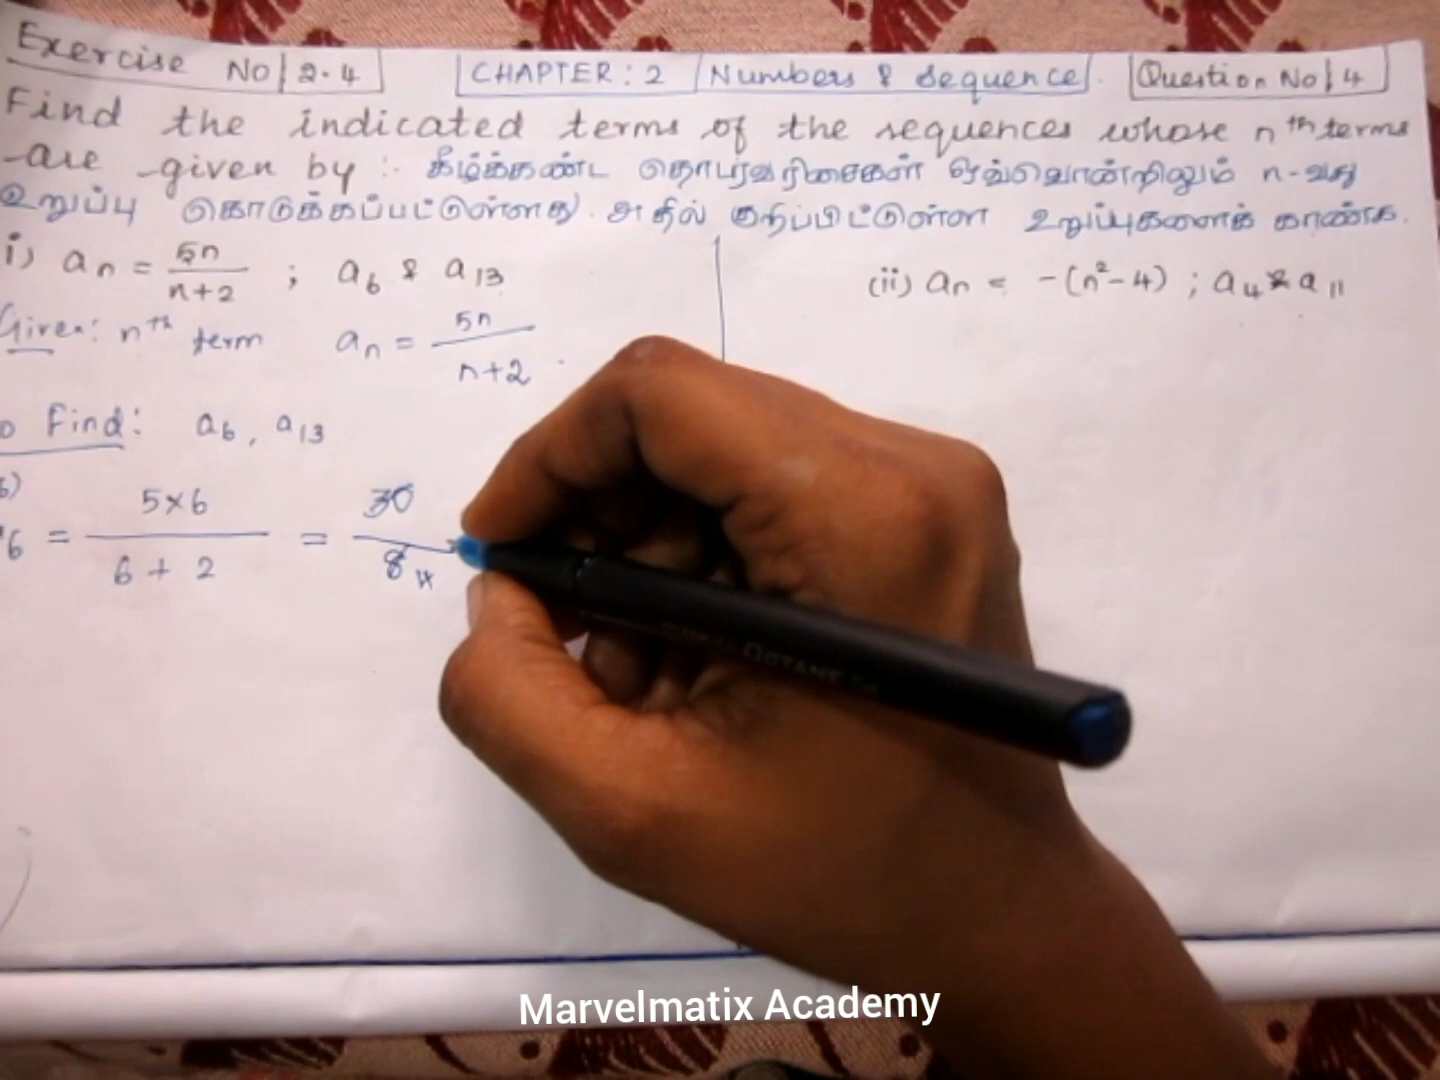 Exercise No | 2.4 CHAPTER : 2 Numbers & Sequence. Question No | 4
Find the indicated terms of the sequences whose nᵗʰ terms
are given by :- கீழ்க்கண்ட தொடர்வரிசைகள் ஒவ்வொன்றிலும் n-வது
உறுப்பு கொடுக்கப்பட்டுள்ளது. அதில் குறிப்பிட்டுள்ள உறுப்புகளைக் காண்க.
i) aₙ = 5n/(n+2) ; a₆ & a₁₃ (ii) aₙ = -(n²-4) ; a₄ & a₁₁
Given: nᵗʰ term aₙ = 5n/(n+2)
o Find: a₆, a₁₃
6)
a₆ = (5×6)/(6+2) = 30/8
OCTANE
Marvelmatix Academy